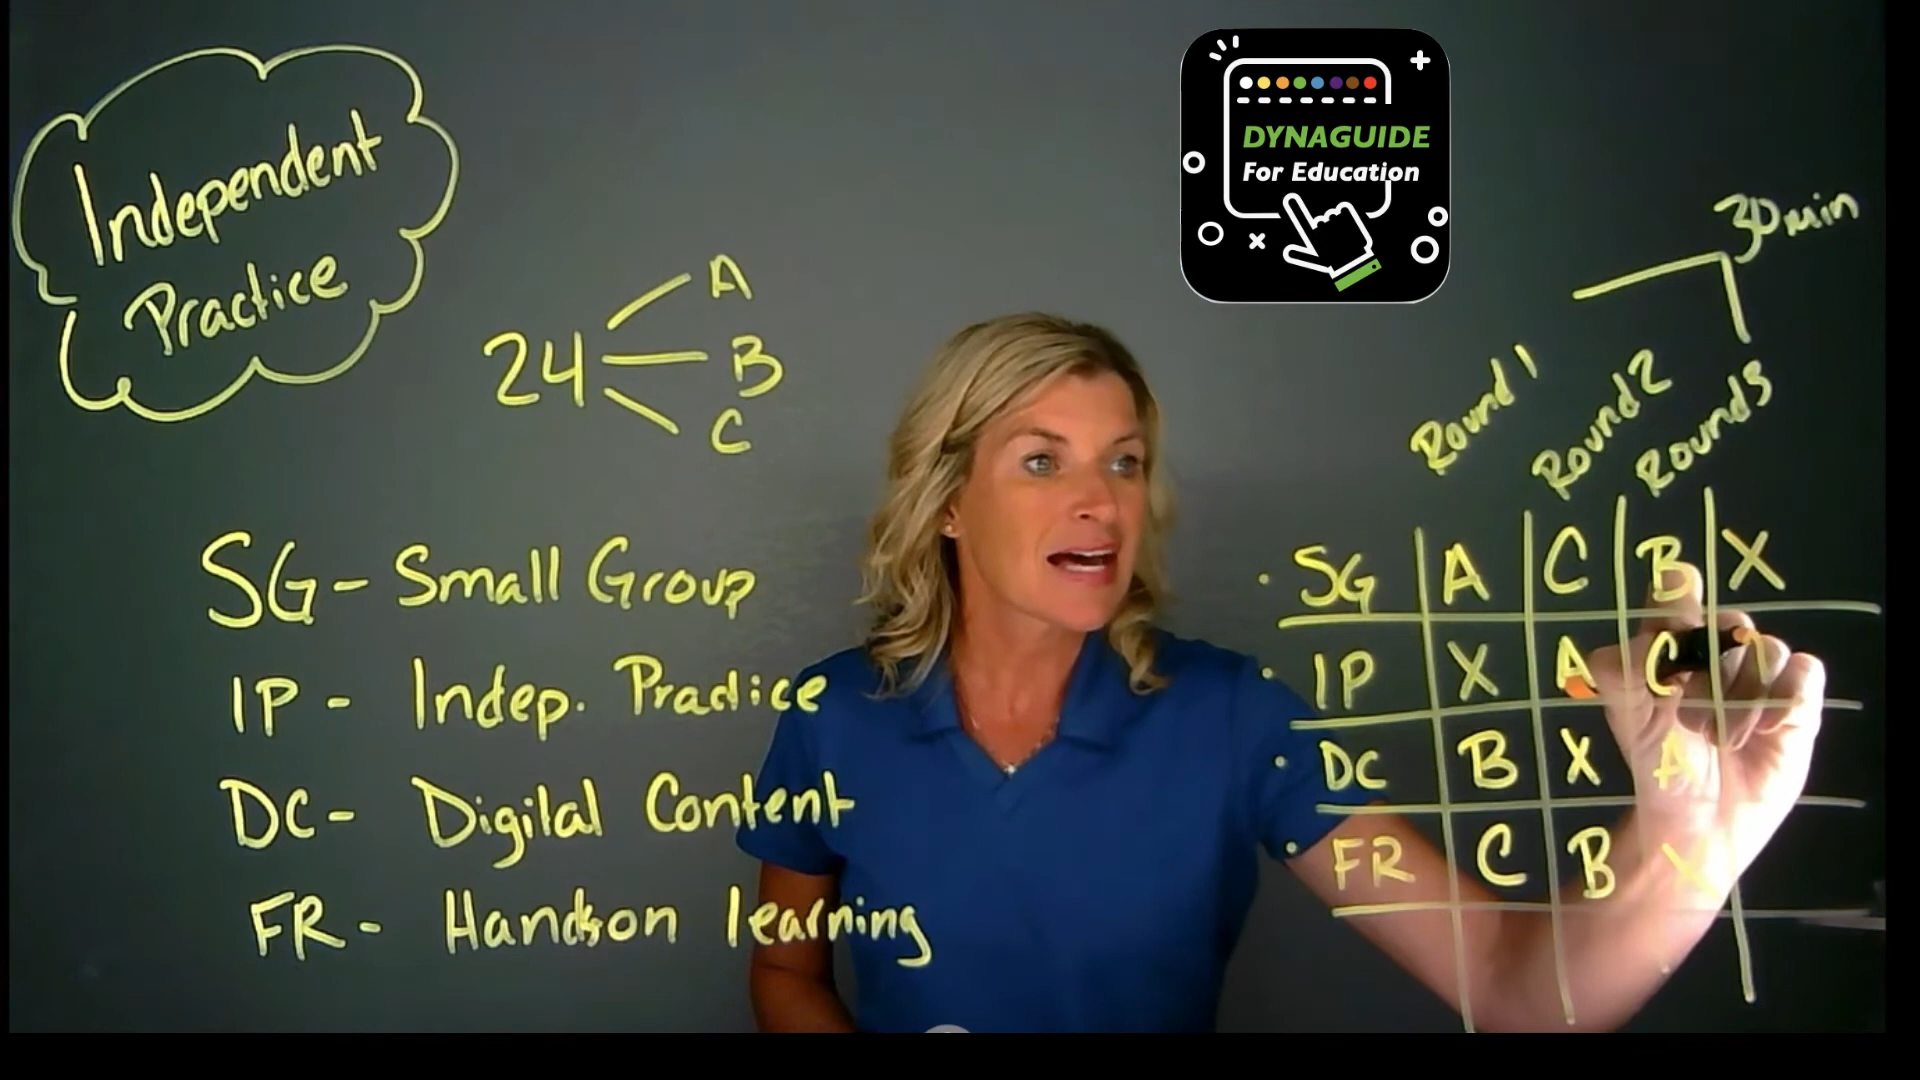 Independent
Practice
24
A
B
C
SG - Small Group
IP - Indep. Practice
DC - Digital Content
FR - Handson learning
DYNAGUIDE
For Education
30 min
Round 1
Round 2
Round 3
· SG A C B X
· IP X A C
· DC B X A
· FR C B X